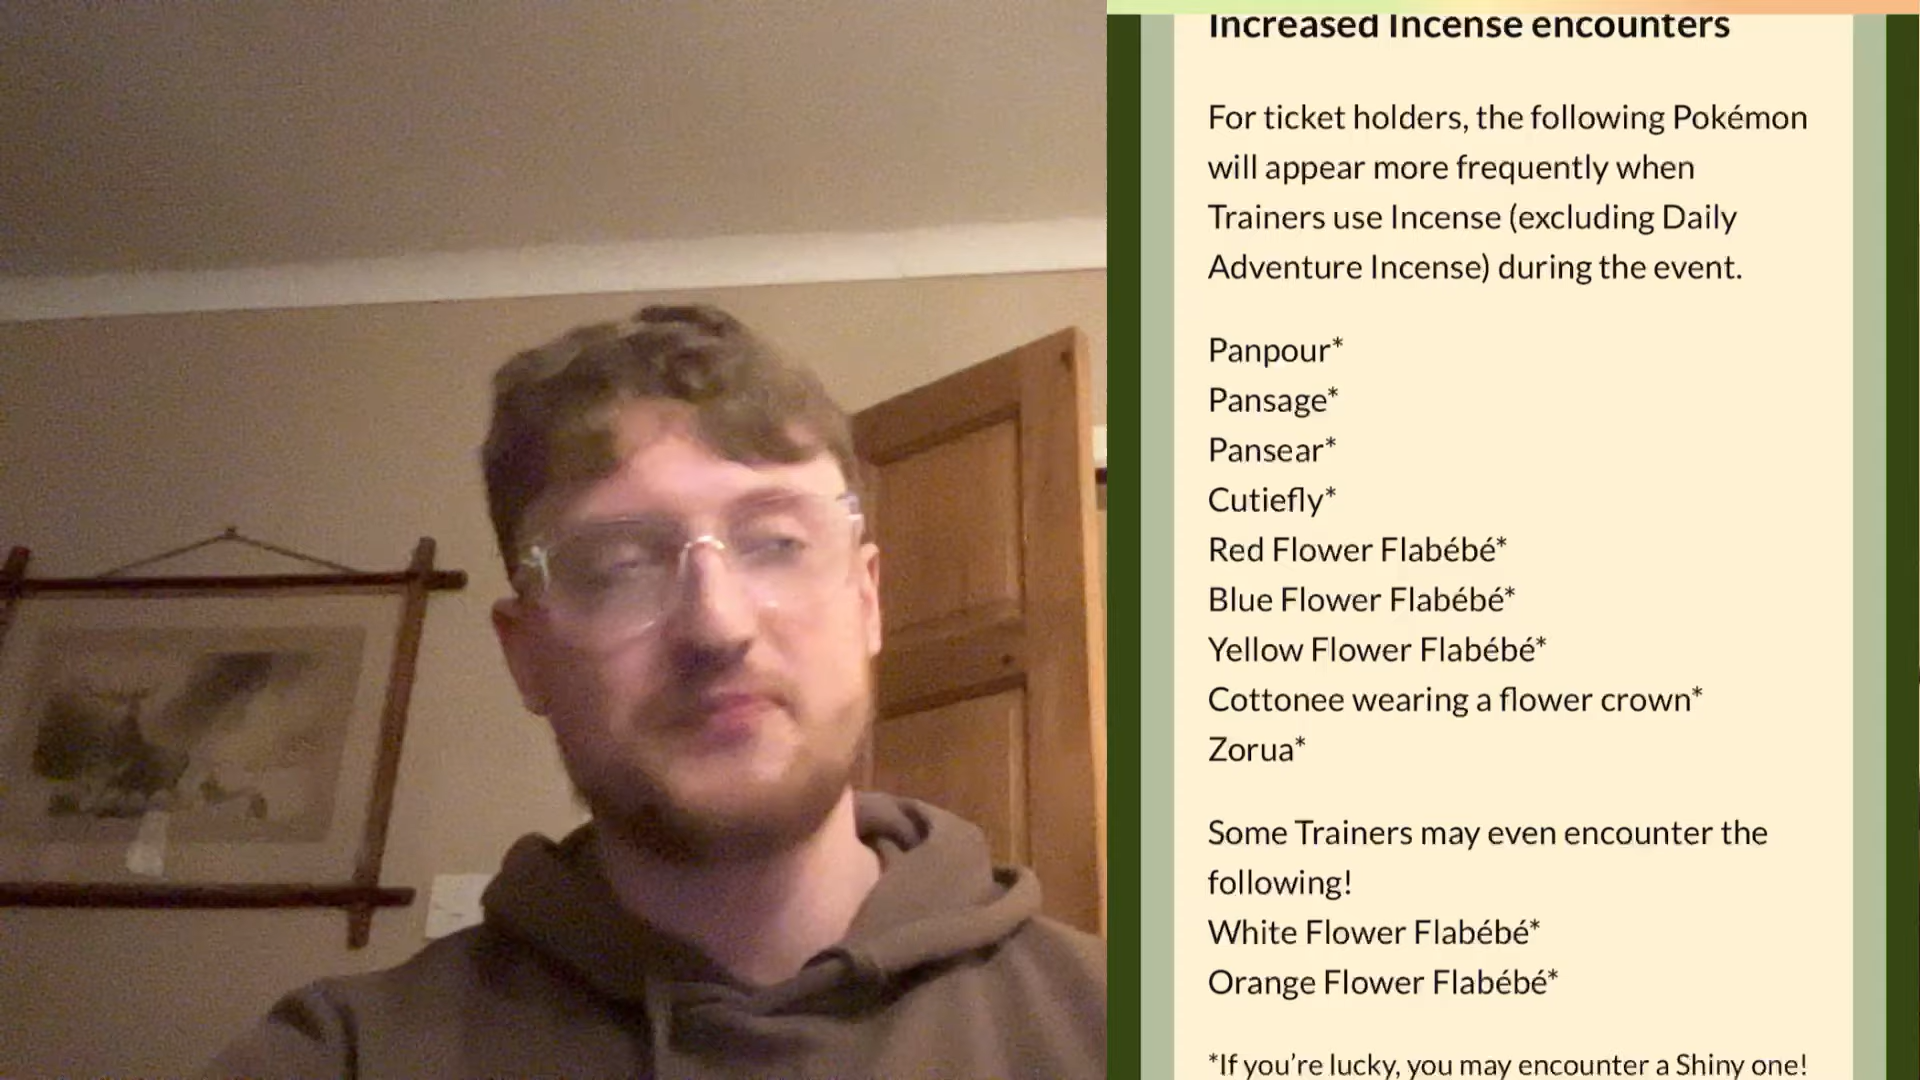 Increased Incense encounters
For ticket holders, the following Pokémon
will appear more frequently when
Trainers use Incense (excluding Daily
Adventure Incense) during the event.
Panpour*
Pansage*
Pansear*
Cutiefly*
Red Flower Flabébé*
Blue Flower Flabébé*
Yellow Flower Flabébé*
Cottonee wearing a flower crown*
Zorua*
Some Trainers may even encounter the
following!
White Flower Flabébé*
Orange Flower Flabébé*
*If you’re lucky, you may encounter a Shiny one!